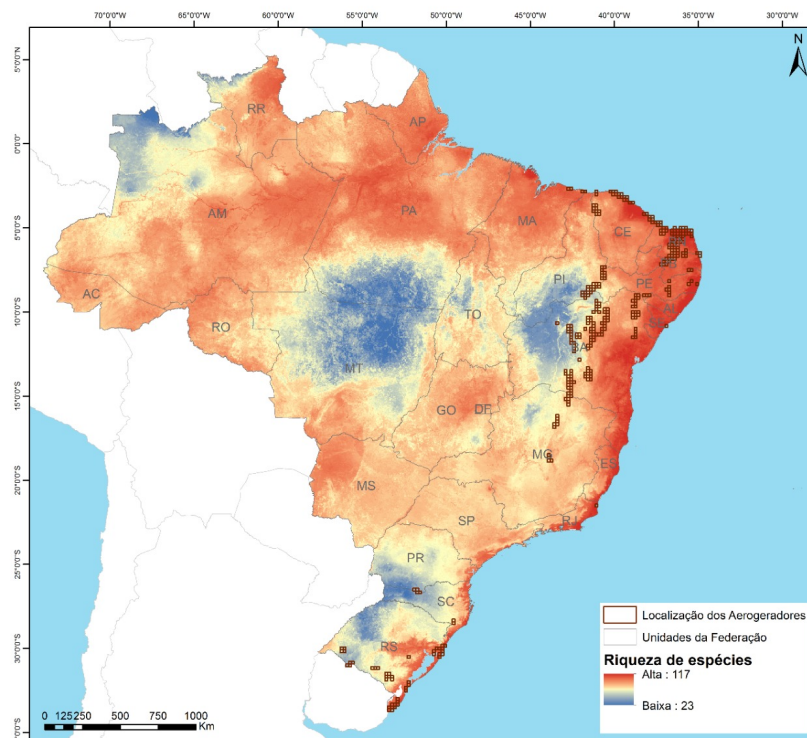 70°0'0"W 65°0'0"W 60°0'0"W 55°0'0"W 50°0'0"W 45°0'0"W 40°0'0"W 35°0'0"W 30°0'0"W
N
5°0'0"N
RR
AP
0°0'0"
AM
PA
MA
CE
5°0'0"S
PI
PE
AC
TO
10°0'0"S
RO
BA
MT
15°0'0"S
GO DF
MG
ES
20°0'0"S
MS
SP
RJ
25°0'0"S
PR
SC
Localização dos Aerogeradores
Unidades da Federação
30°0'0"S
RS
Riqueza de espécies
Alta : 117
Baixa : 23
0 125 250 500 750 1000
Km